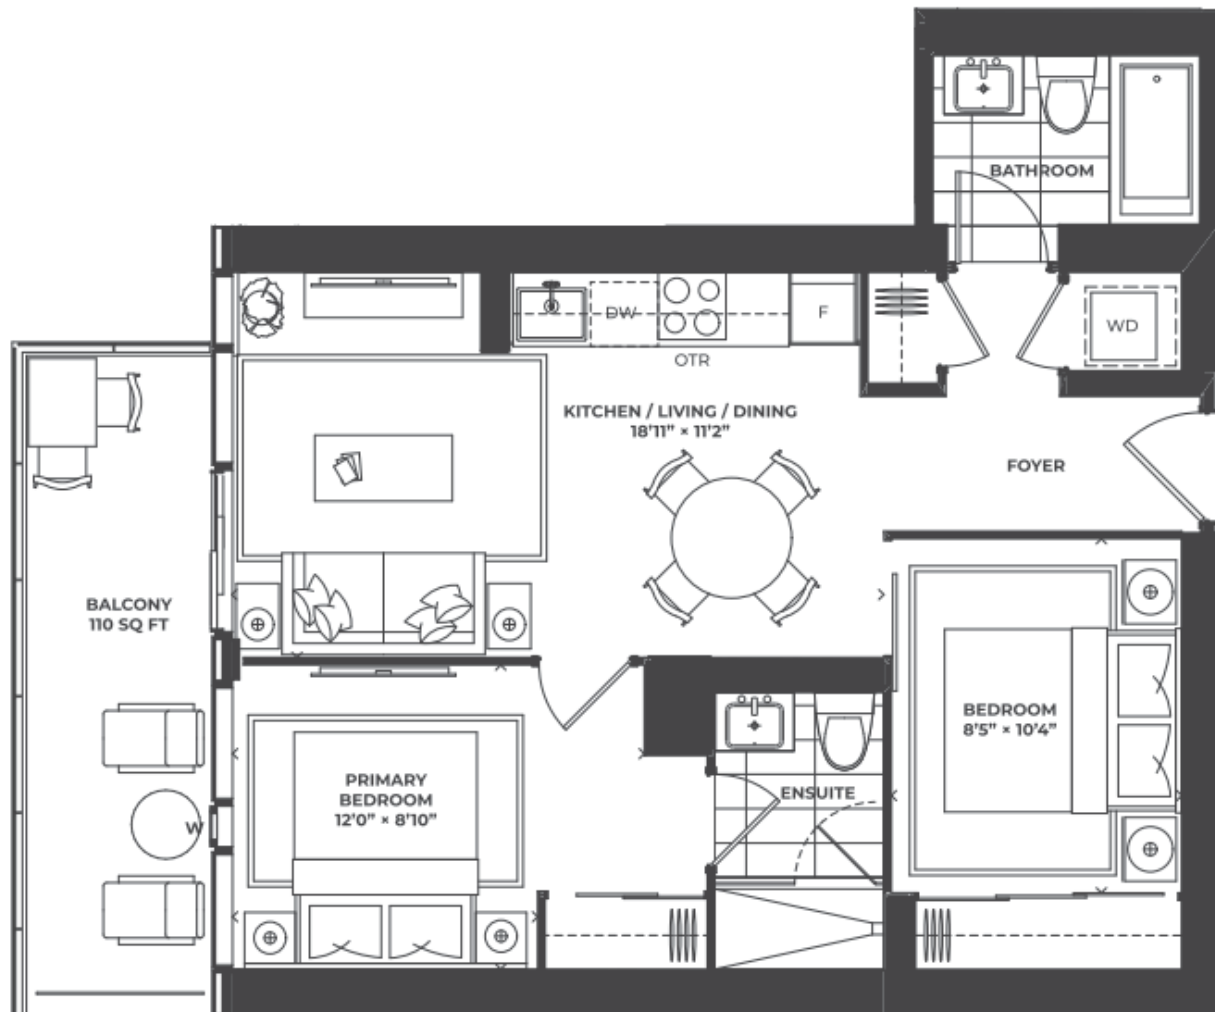 BATHROOM
DW
F
WD
OTR
KITCHEN / LIVING / DINING
18'11" × 11'2"
FOYER
BALCONY
110 SQ FT
BEDROOM
8'5" × 10'4"
PRIMARY
BEDROOM
12'0" × 8'10"
ENSUITE
W